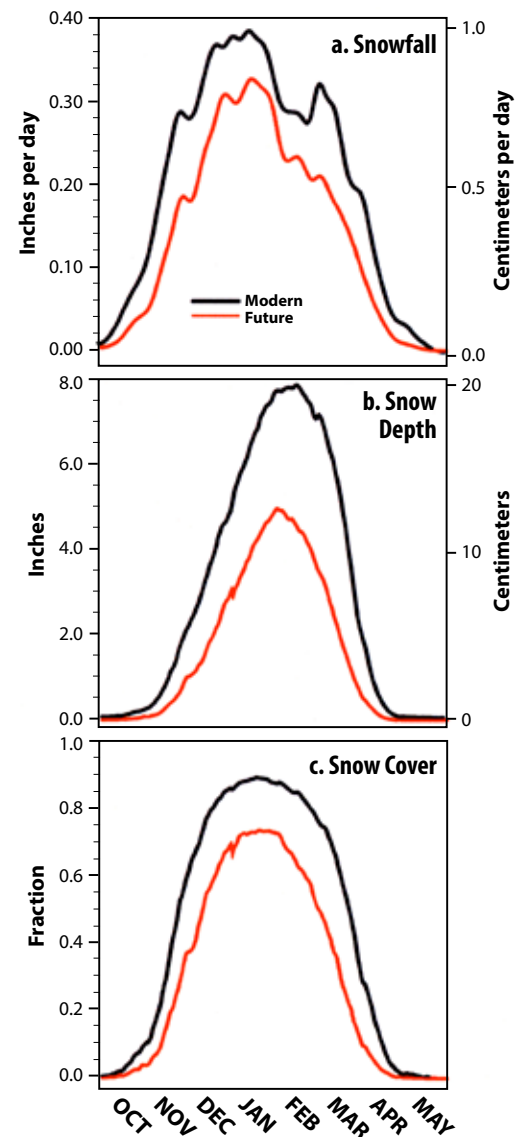 a. Snowfall
0.40
0.30
0.20
0.10
0.00
Inches per day
1.0
0.5
0.0
Centimeters per day
Modern
Future
b. Snow
Depth
8.0
6.0
4.0
2.0
0.0
Inches
20
10
0
Centimeters
c. Snow Cover
1.0
0.8
0.6
0.4
0.2
0.0
Fraction
OCT NOV DEC JAN FEB MAR APR MAY